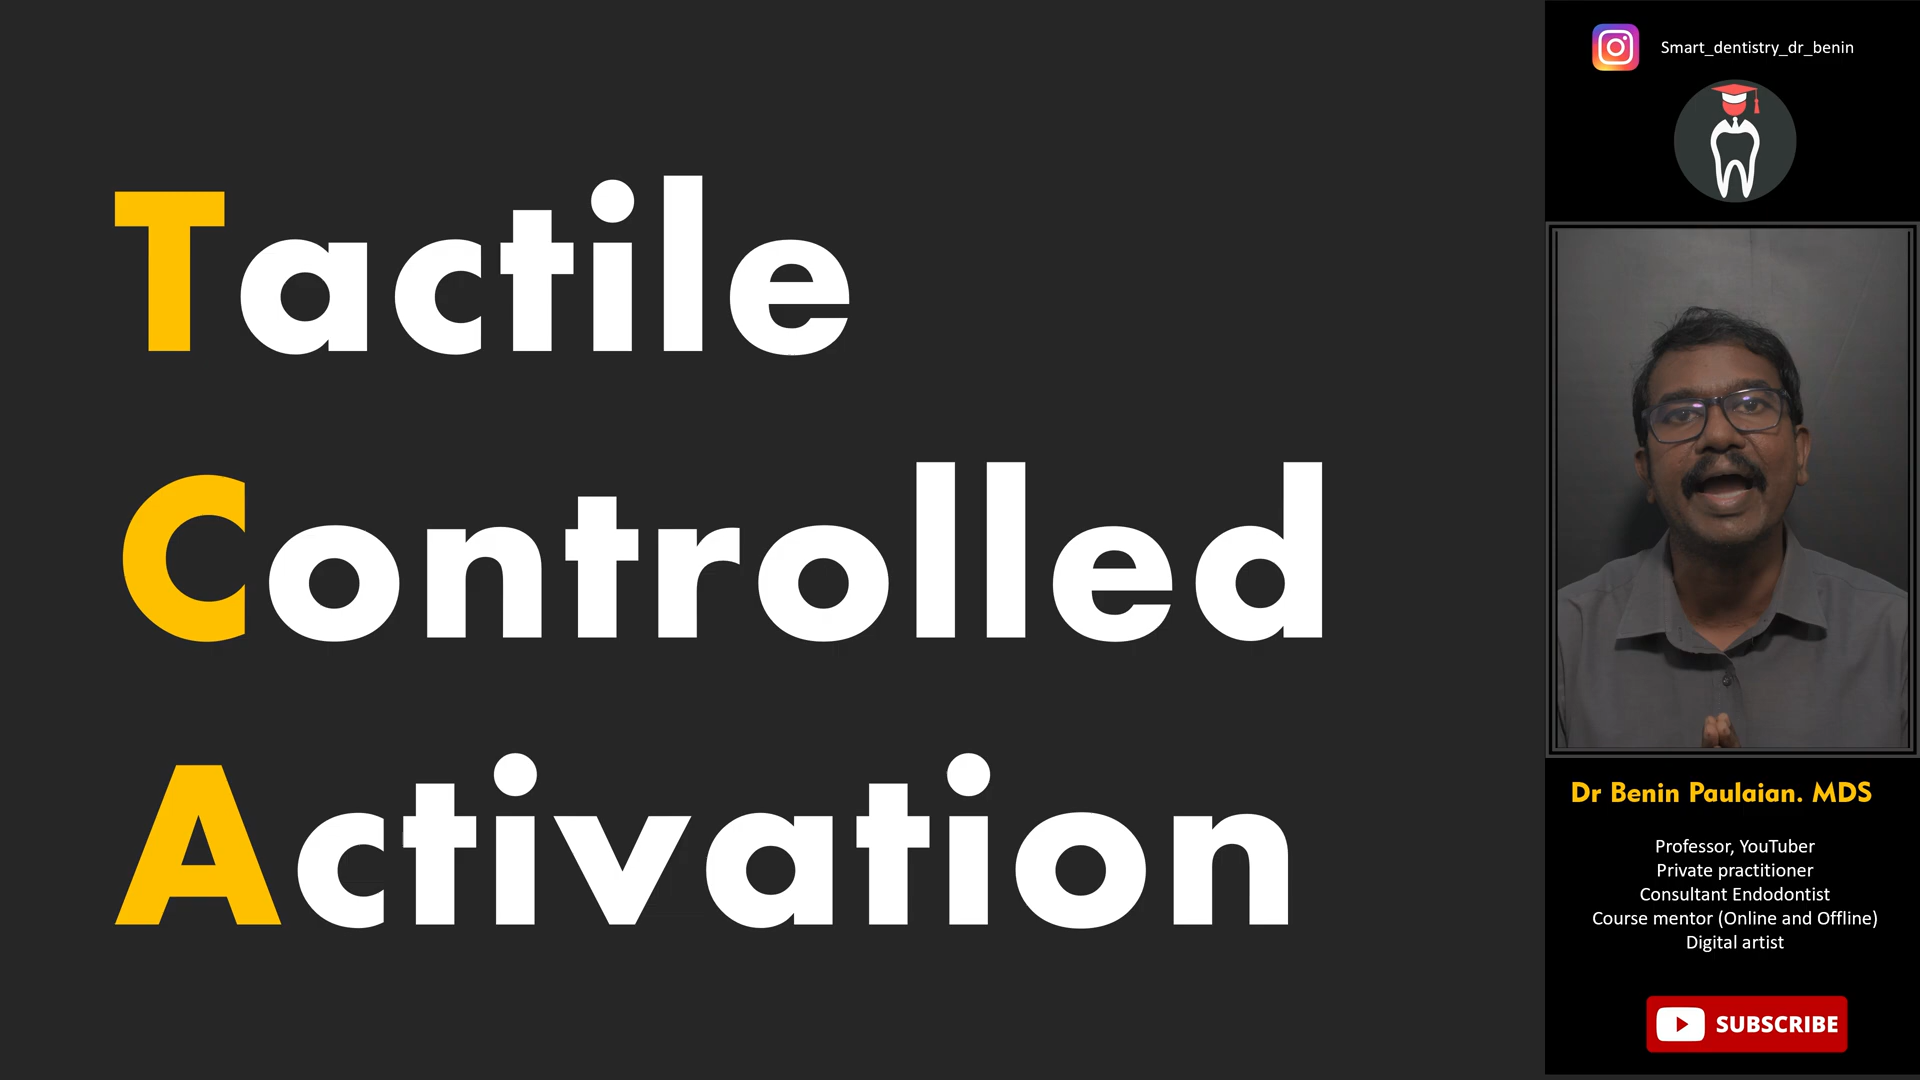 Tactile
Controlled
Activation
Smart_dentistry_dr_benin
Dr Benin Paulaian. MDS
Professor, YouTuber
Private practitioner
Consultant Endodontist
Course mentor (Online and Offline)
Digital artist
SUBSCRIBE